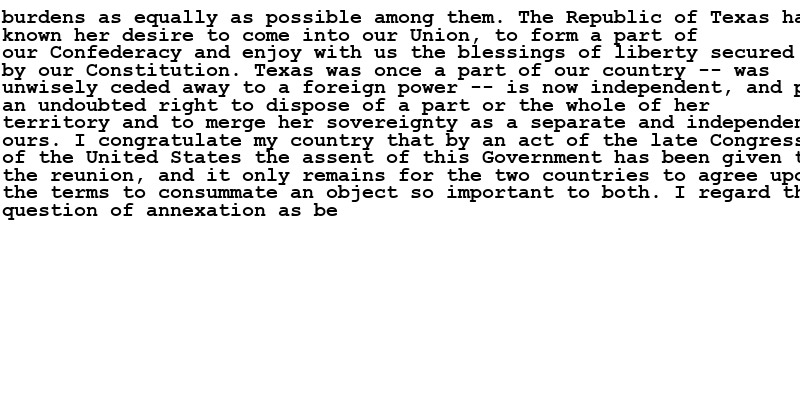 burdens as equally as possible among them. The Republic of Texas
known her desire to come into our Union, to form a part of
our Confederacy and enjoy with us the blessings of liberty secured
by our Constitution. Texas was once a part of our country -- was
unwisely ceded away to a foreign power -- is now independent, and
an undoubted right to dispose of a part or the whole of her
territory and to merge her sovereignty as a separate and
ours. I congratulate my country that by an act of the late Congress
of the United States the assent of this Government has been given
the reunion, and it only remains for the two countries to agree
the terms to consummate an object so important to both. I regard
question of annexation as be